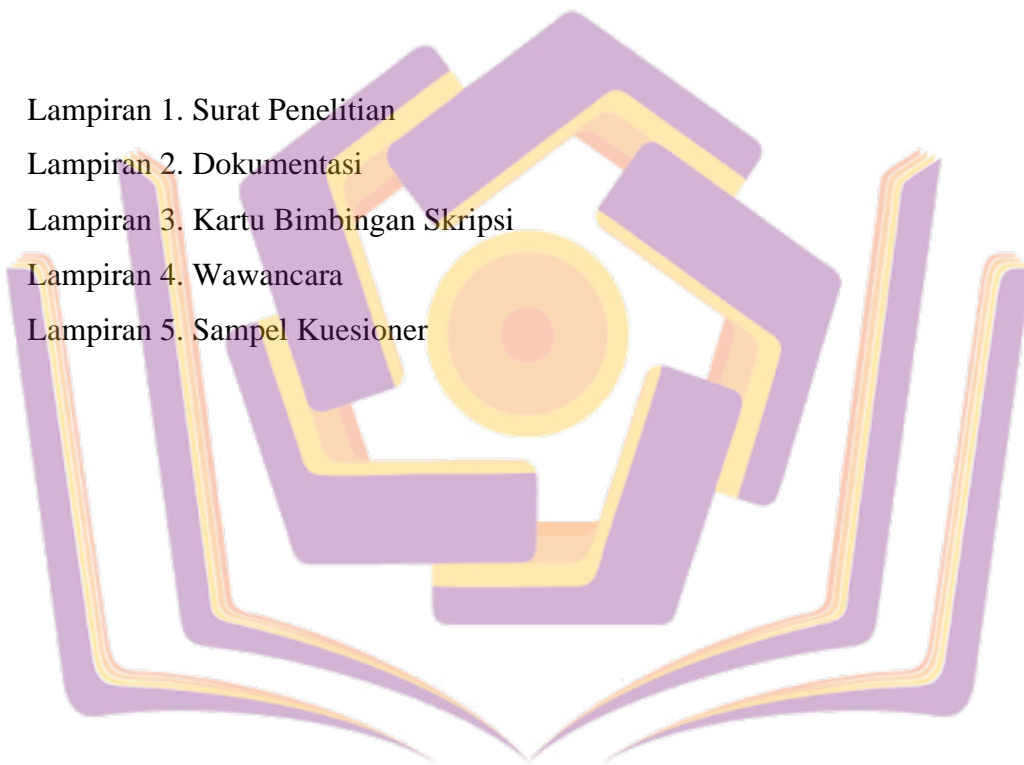 Lampiran 1. Surat Penelitian
Lampiran 2. Dokumentasi
Lampiran 3. Kartu Bimbingan Skripsi
Lampiran 4. Wawancara
Lampiran 5. Sampel Kuesioner